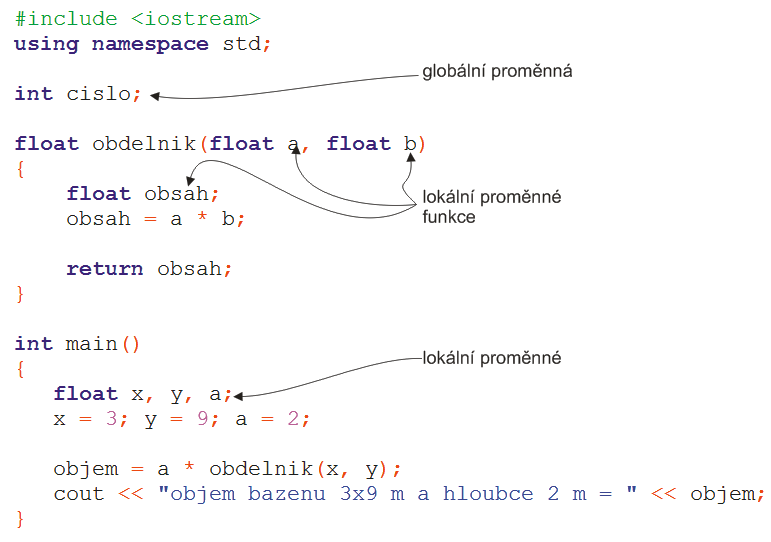 #include <iostream>
using namespace std;
globální proměnná
int cislo;
float obdelnik(float a, float b)
{
float obsah;
lokální proměnné
funkce
obsah = a * b;
return obsah;
}
int main()
lokální proměnné
{
float x, y, a;
x = 3; y = 9; a = 2;
objem = a * obdelnik(x, y);
cout << "objem bazenu 3x9 m a hloubce 2 m = " << objem;
}